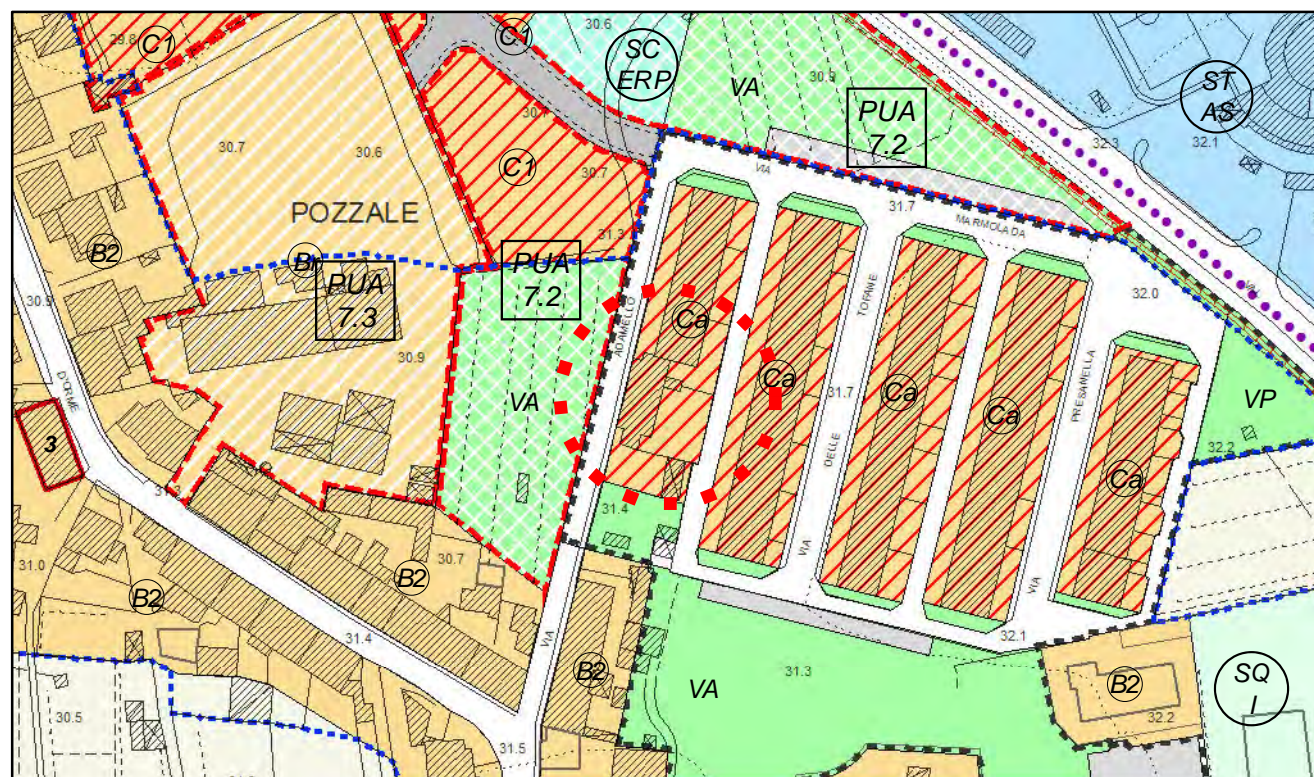 29.8
C1
C1
30.6
SC
ERP
VA
30.9
PUA
7.2
ST
AS
32.3
32.1
30.7
30.6
C1
30.7
POZZALE
VIA
31.7
MARMOLADA
B2
31.3
PUA
7.2
PUA
7.3
30.9
ADAMELLO
Ca
TOFANE
32.0
Ca
31.7
Ca
Ca
PRESANELLA
VP
D'ORME
VA
DELLE
32.2
3
Ca
31.4
30.7
VIA
VIA
31.0
B2
B2
31.4
VIA
32.1
31.3
VA
B2
B2
SQ
I
30.5
31.5
32.2